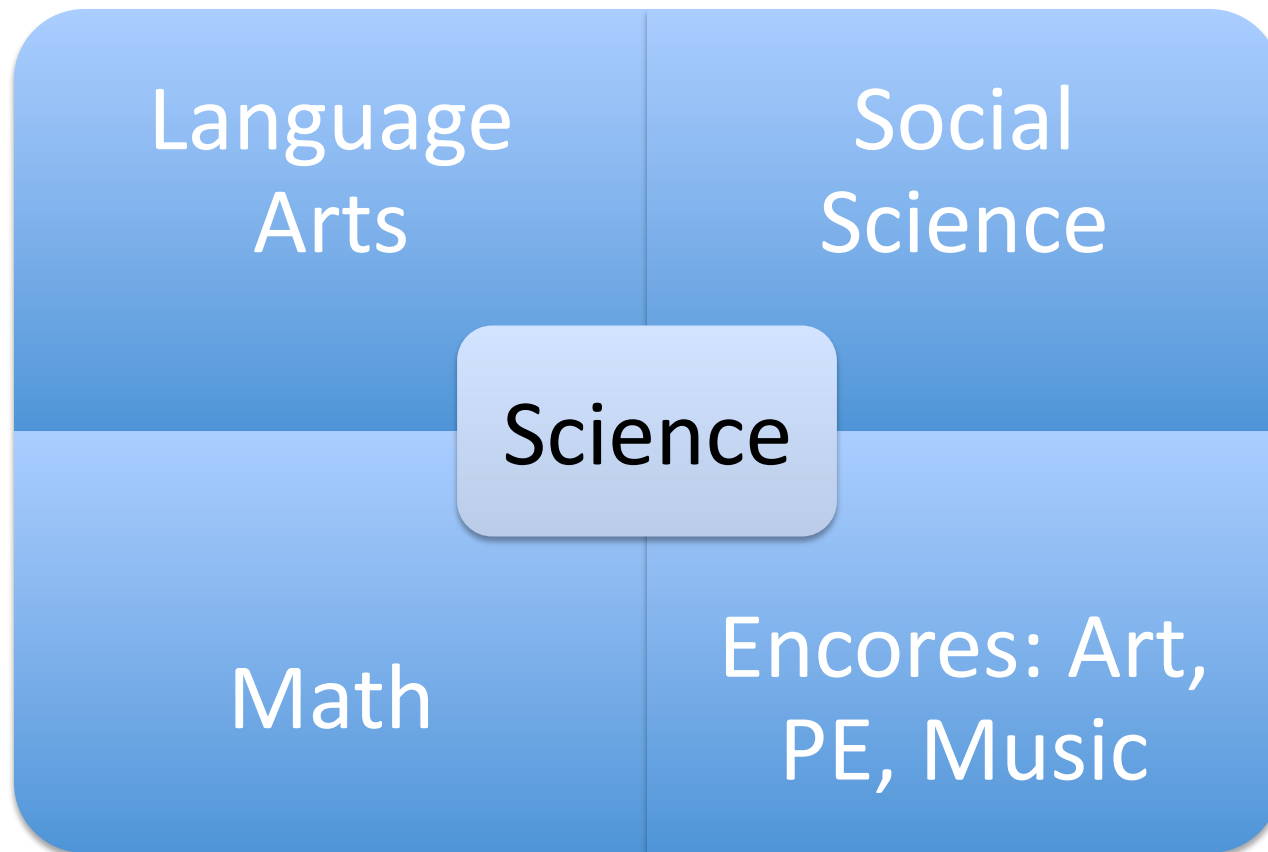 Language
Arts
Social
Science
Science
Math
Encores: Art,
PE, Music